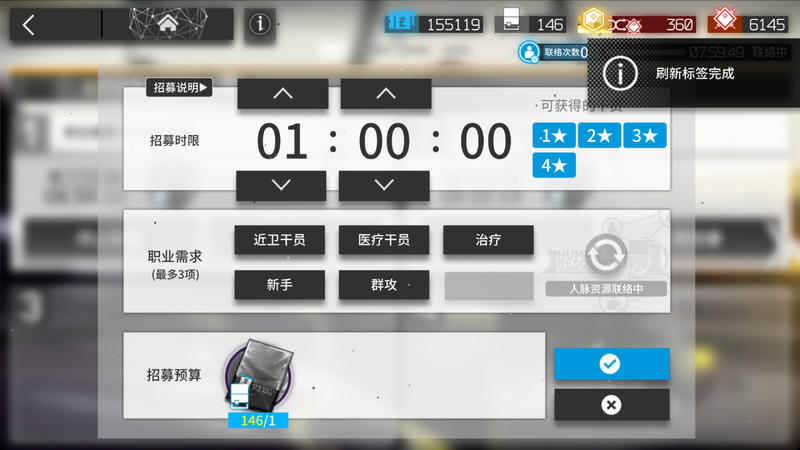 155119
146
360
6145
联络次数0
07:59:49 联络中
刷新标签完成
招募说明▶
可获得的干员
招募时限
01 : 00 : 00
1★ 2★ 3★
4★
职业需求
(最多3项)
近卫干员 医疗干员 治疗
新手 群攻
人脉资源联络中
招募预算
146/1
3